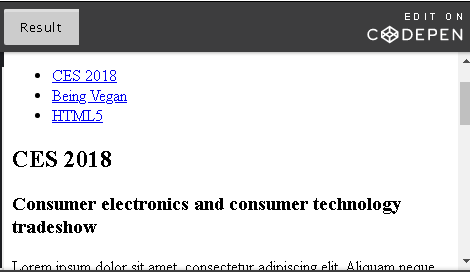 Result
EDIT ON
CODEPEN
CES 2018
Being Vegan
HTML5
CES 2018
Consumer electronics and consumer technology
tradeshow
Lorem ipsum dolor sit amet, consectetur adipiscing elit. Aliquam neque